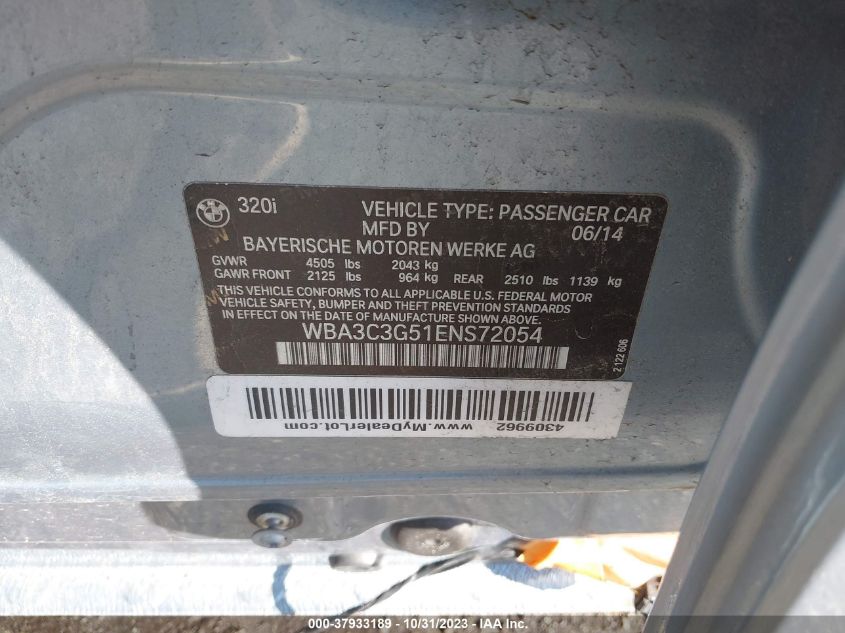 320i VEHICLE TYPE: PASSENGER CAR
MFD BY 06/14
BAYERISCHE MOTOREN WERKE AG
GVWR 4505 lbs 2043 kg
GAWR FRONT 2125 lbs 964 kg REAR 2510 lbs 1139 kg
THIS VEHICLE CONFORMS TO ALL APPLICABLE U.S. FEDERAL MOTOR
VEHICLE SAFETY, BUMPER AND THEFT PREVENTION STANDARDS
IN EFFECT ON THE DATE OF MANUFACTURE SHOWN ABOVE.
WBA3C3G51ENS72054
2 122 606
www.MyDealerLot.com 4309962
000-37933189 - 10/31/2023 - © IAA Inc.